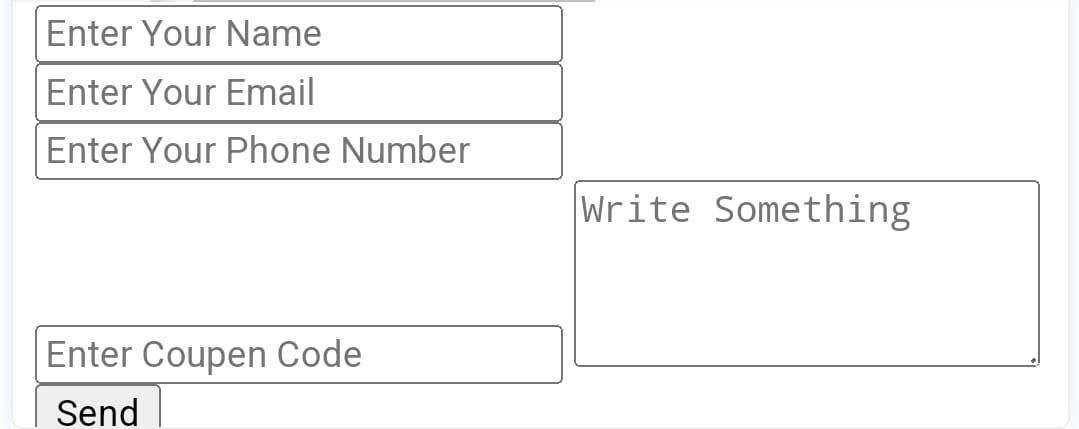 Enter Your Name
Enter Your Email
Enter Your Phone Number
Write Something
Enter Coupen Code
Send